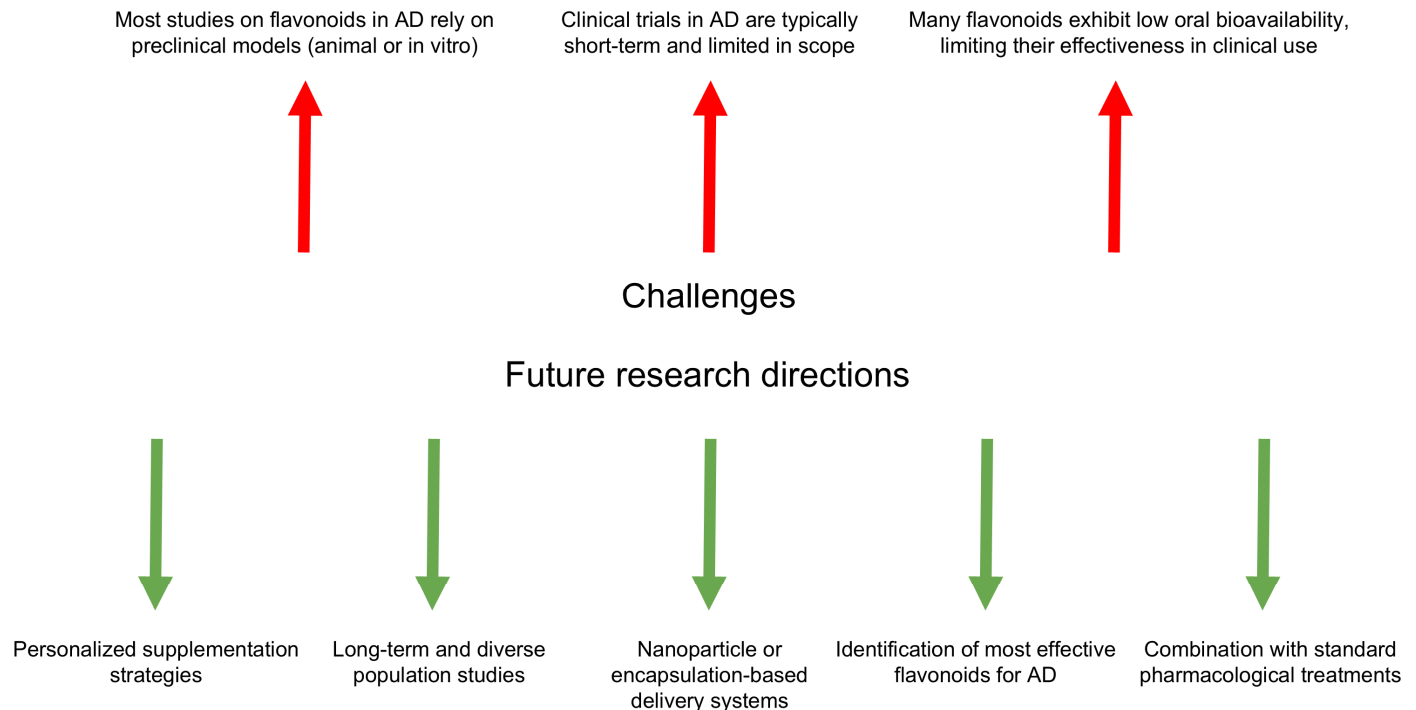 Most studies on flavonoids in AD rely on
preclinical models (animal or in vitro)
Clinical trials in AD are typically
short-term and limited in scope
Many flavonoids exhibit low oral bioavailability,
limiting their effectiveness in clinical use
Challenges
Future research directions
Personalized supplementation
strategies
Long-term and diverse
population studies
Nanoparticle or
encapsulation-based
delivery systems
Identification of most effective
flavonoids for AD
Combination with standard
pharmacological treatments